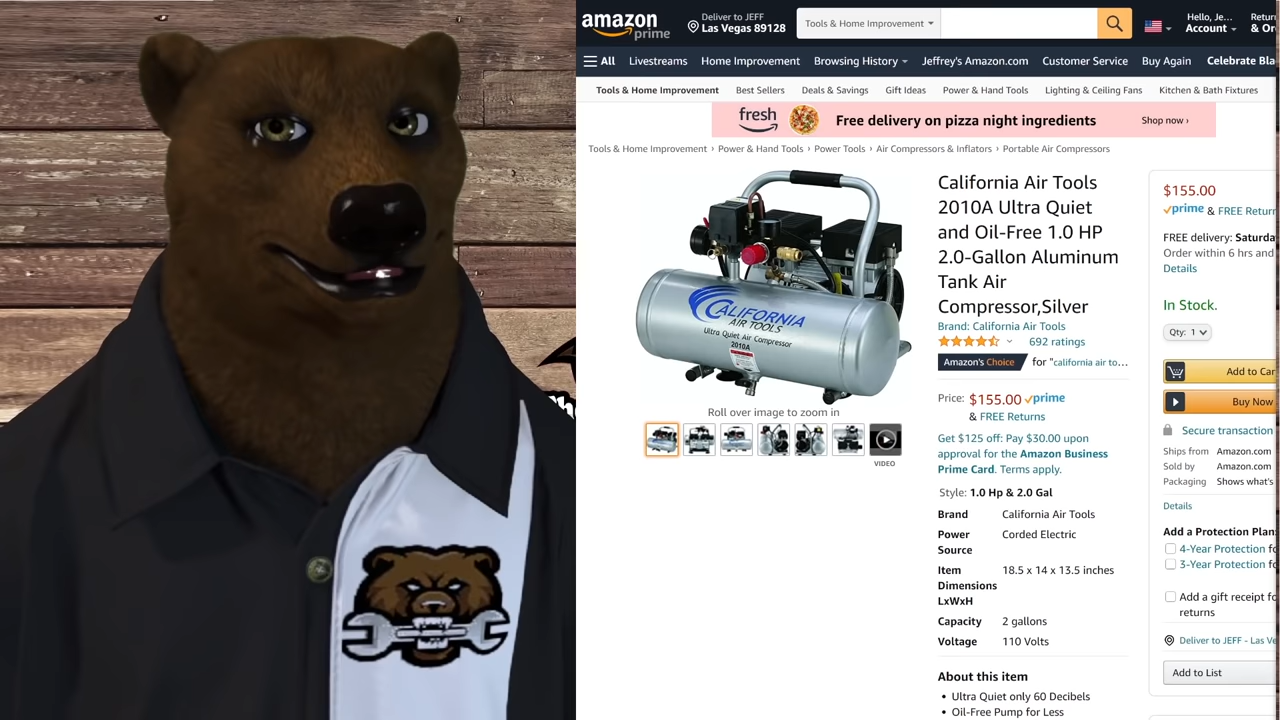 amazon
prime
Deliver to JEFF
Las Vegas 89128
Tools & Home Improvement
Hello, Je...
Account
Return
& Or
All
Livestreams
Home Improvement
Browsing History
Jeffrey's Amazon.com
Customer Service
Buy Again
Celebrate Bla
Tools & Home Improvement
Best Sellers
Deals & Savings
Gift Ideas
Power & Hand Tools
Lighting & Ceiling Fans
Kitchen & Bath Fixtures
fresh
Free delivery on pizza night ingredients
Shop now ›
Tools & Home Improvement › Power & Hand Tools › Power Tools › Air Compressors & Inflators › Portable Air Compressors
CALIFORNIA
AIR TOOLS
Ultra Quiet Air Compressor
2010A
Roll over image to zoom in
VIDEO
California Air Tools
2010A Ultra Quiet
and Oil-Free 1.0 HP
2.0-Gallon Aluminum
Tank Air
Compressor,Silver
Brand: California Air Tools
692 ratings
Amazon's Choice for "california air to...
Price: $155.00 prime
& FREE Returns
Get $125 off: Pay $30.00 upon
approval for the Amazon Business
Prime Card. Terms apply.
Style: 1.0 Hp & 2.0 Gal
Brand California Air Tools
Power
Source
Corded Electric
Item
Dimensions
LxWxH
18.5 x 14 x 13.5 inches
Capacity 2 gallons
Voltage 110 Volts
About this item
• Ultra Quiet only 60 Decibels
• Oil-Free Pump for Less
$155.00
prime & FREE Return
FREE delivery: Saturda
Order within 6 hrs and
Details
In Stock.
Qty: 1
Add to Car
Buy Now
Secure transaction
Ships from Amazon.com
Sold by Amazon.com
Packaging Shows what's
Details
Add a Protection Plan
4-Year Protection fo
3-Year Protection fo
Add a gift receipt fo
returns
Deliver to JEFF - Las Ve
Add to List